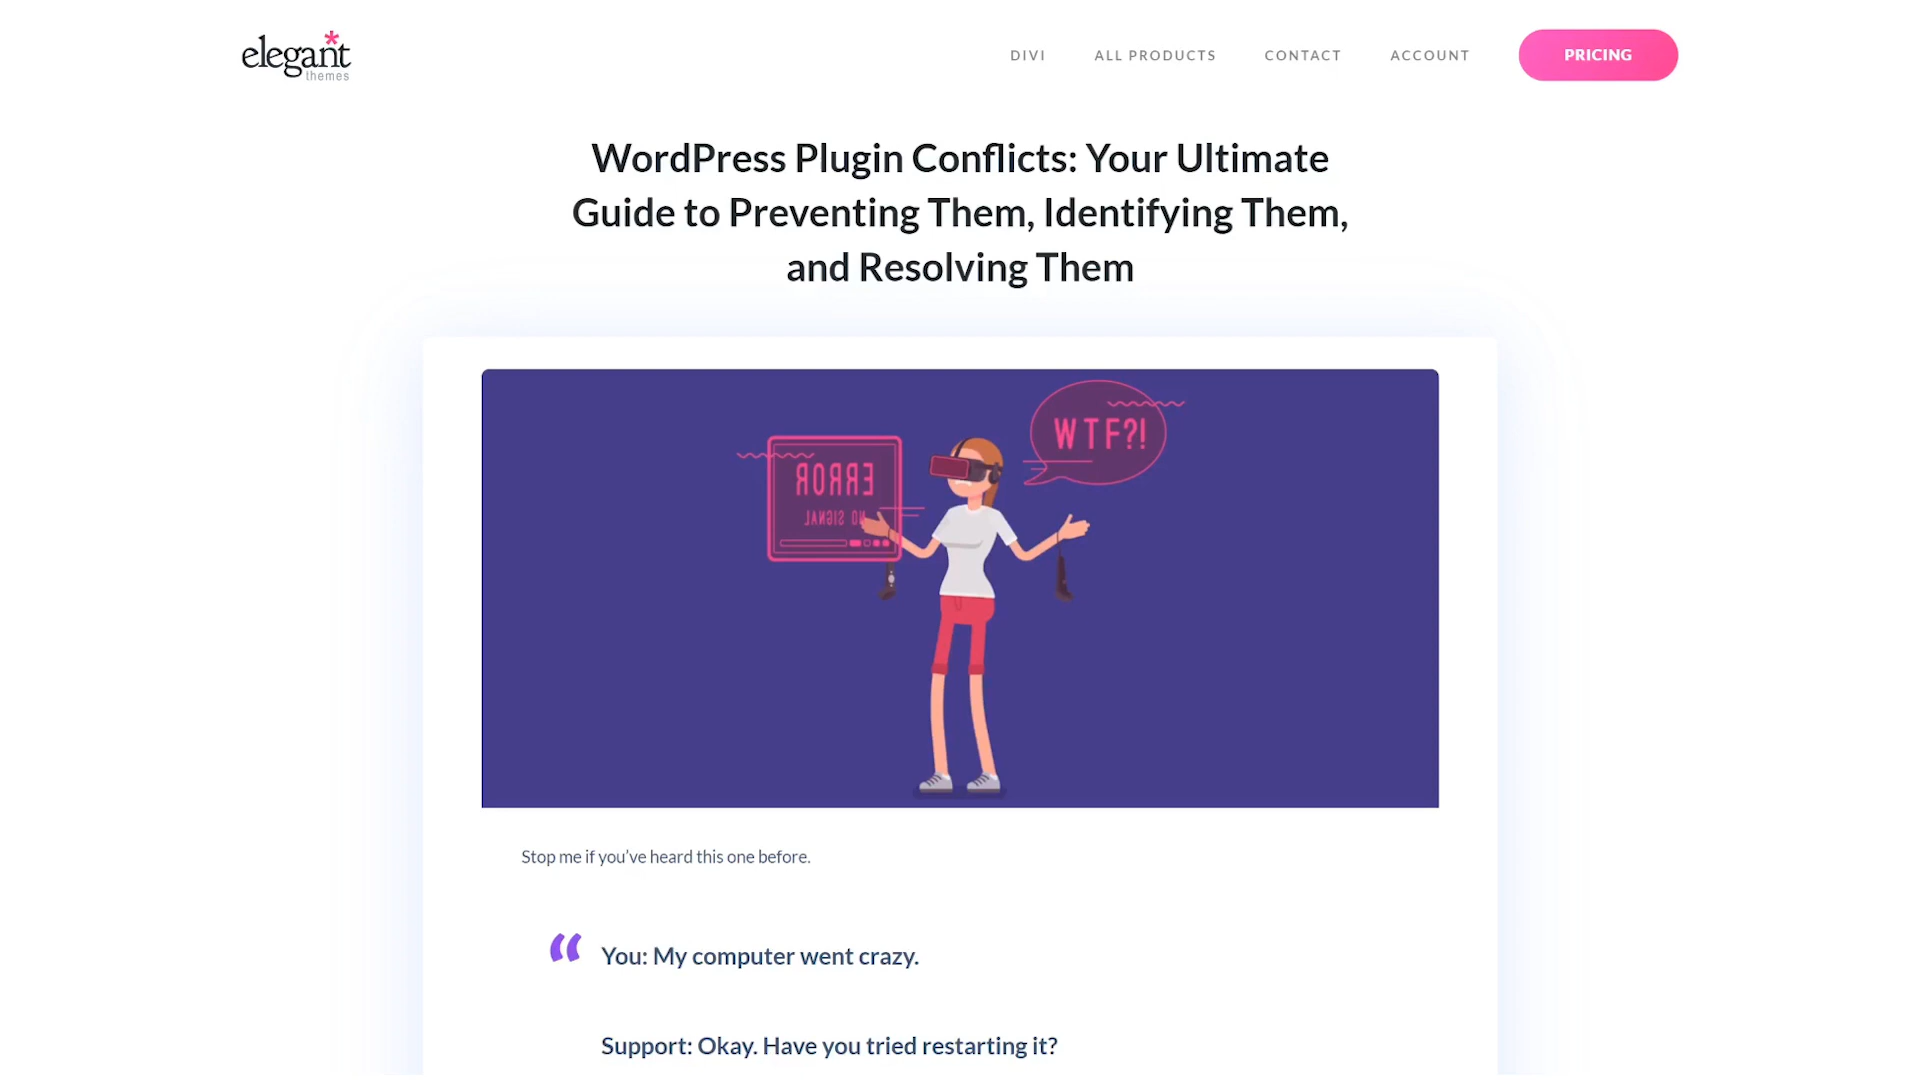 elegant
themes
DIVI
ALL PRODUCTS
CONTACT
ACCOUNT
PRICING
WordPress Plugin Conflicts: Your Ultimate
Guide to Preventing Them, Identifying Them,
and Resolving Them
WTF?!
ERROR
NO SIGNAL
Stop me if you’ve heard this one before.
“ You: My computer went crazy.
Support: Okay. Have you tried restarting it?